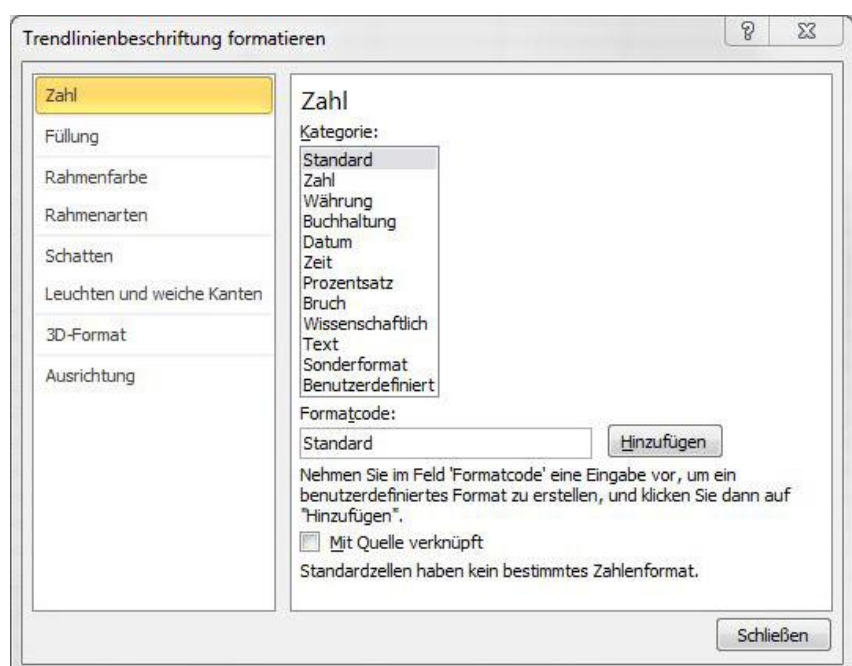 Trendlinienbeschriftung formatieren
Zahl
Füllung
Rahmenfarbe
Rahmenarten
Schatten
Leuchten und weiche Kanten
3D-Format
Ausrichtung
Zahl
Kategorie:
Standard
Zahl
Währung
Buchhaltung
Datum
Zeit
Prozentsatz
Bruch
Wissenschaftlich
Text
Sonderformat
Benutzerdefiniert
Formatcode:
Standard
Hinzufügen
Nehmen Sie im Feld 'Formatcode' eine Eingabe vor, um ein
benutzerdefiniertes Format zu erstellen, und klicken Sie dann auf
"Hinzufügen".
Mit Quelle verknüpft
Standardzellen haben kein bestimmtes Zahlenformat.
Schließen